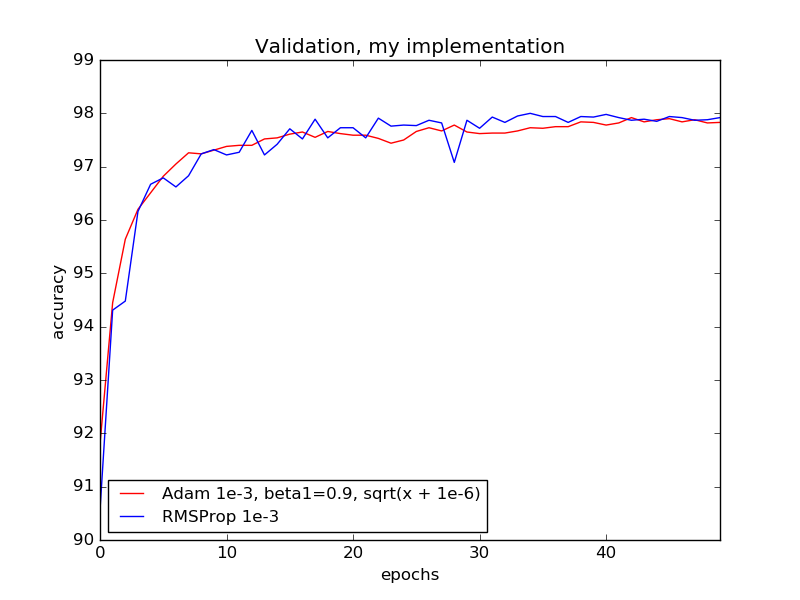 Validation, my implementation
99
98
97
96
95
94
93
92
91
90
accuracy
Adam 1e-3, beta1=0.9, sqrt(x + 1e-6)
RMSProp 1e-3
0 10 20 30 40
epochs